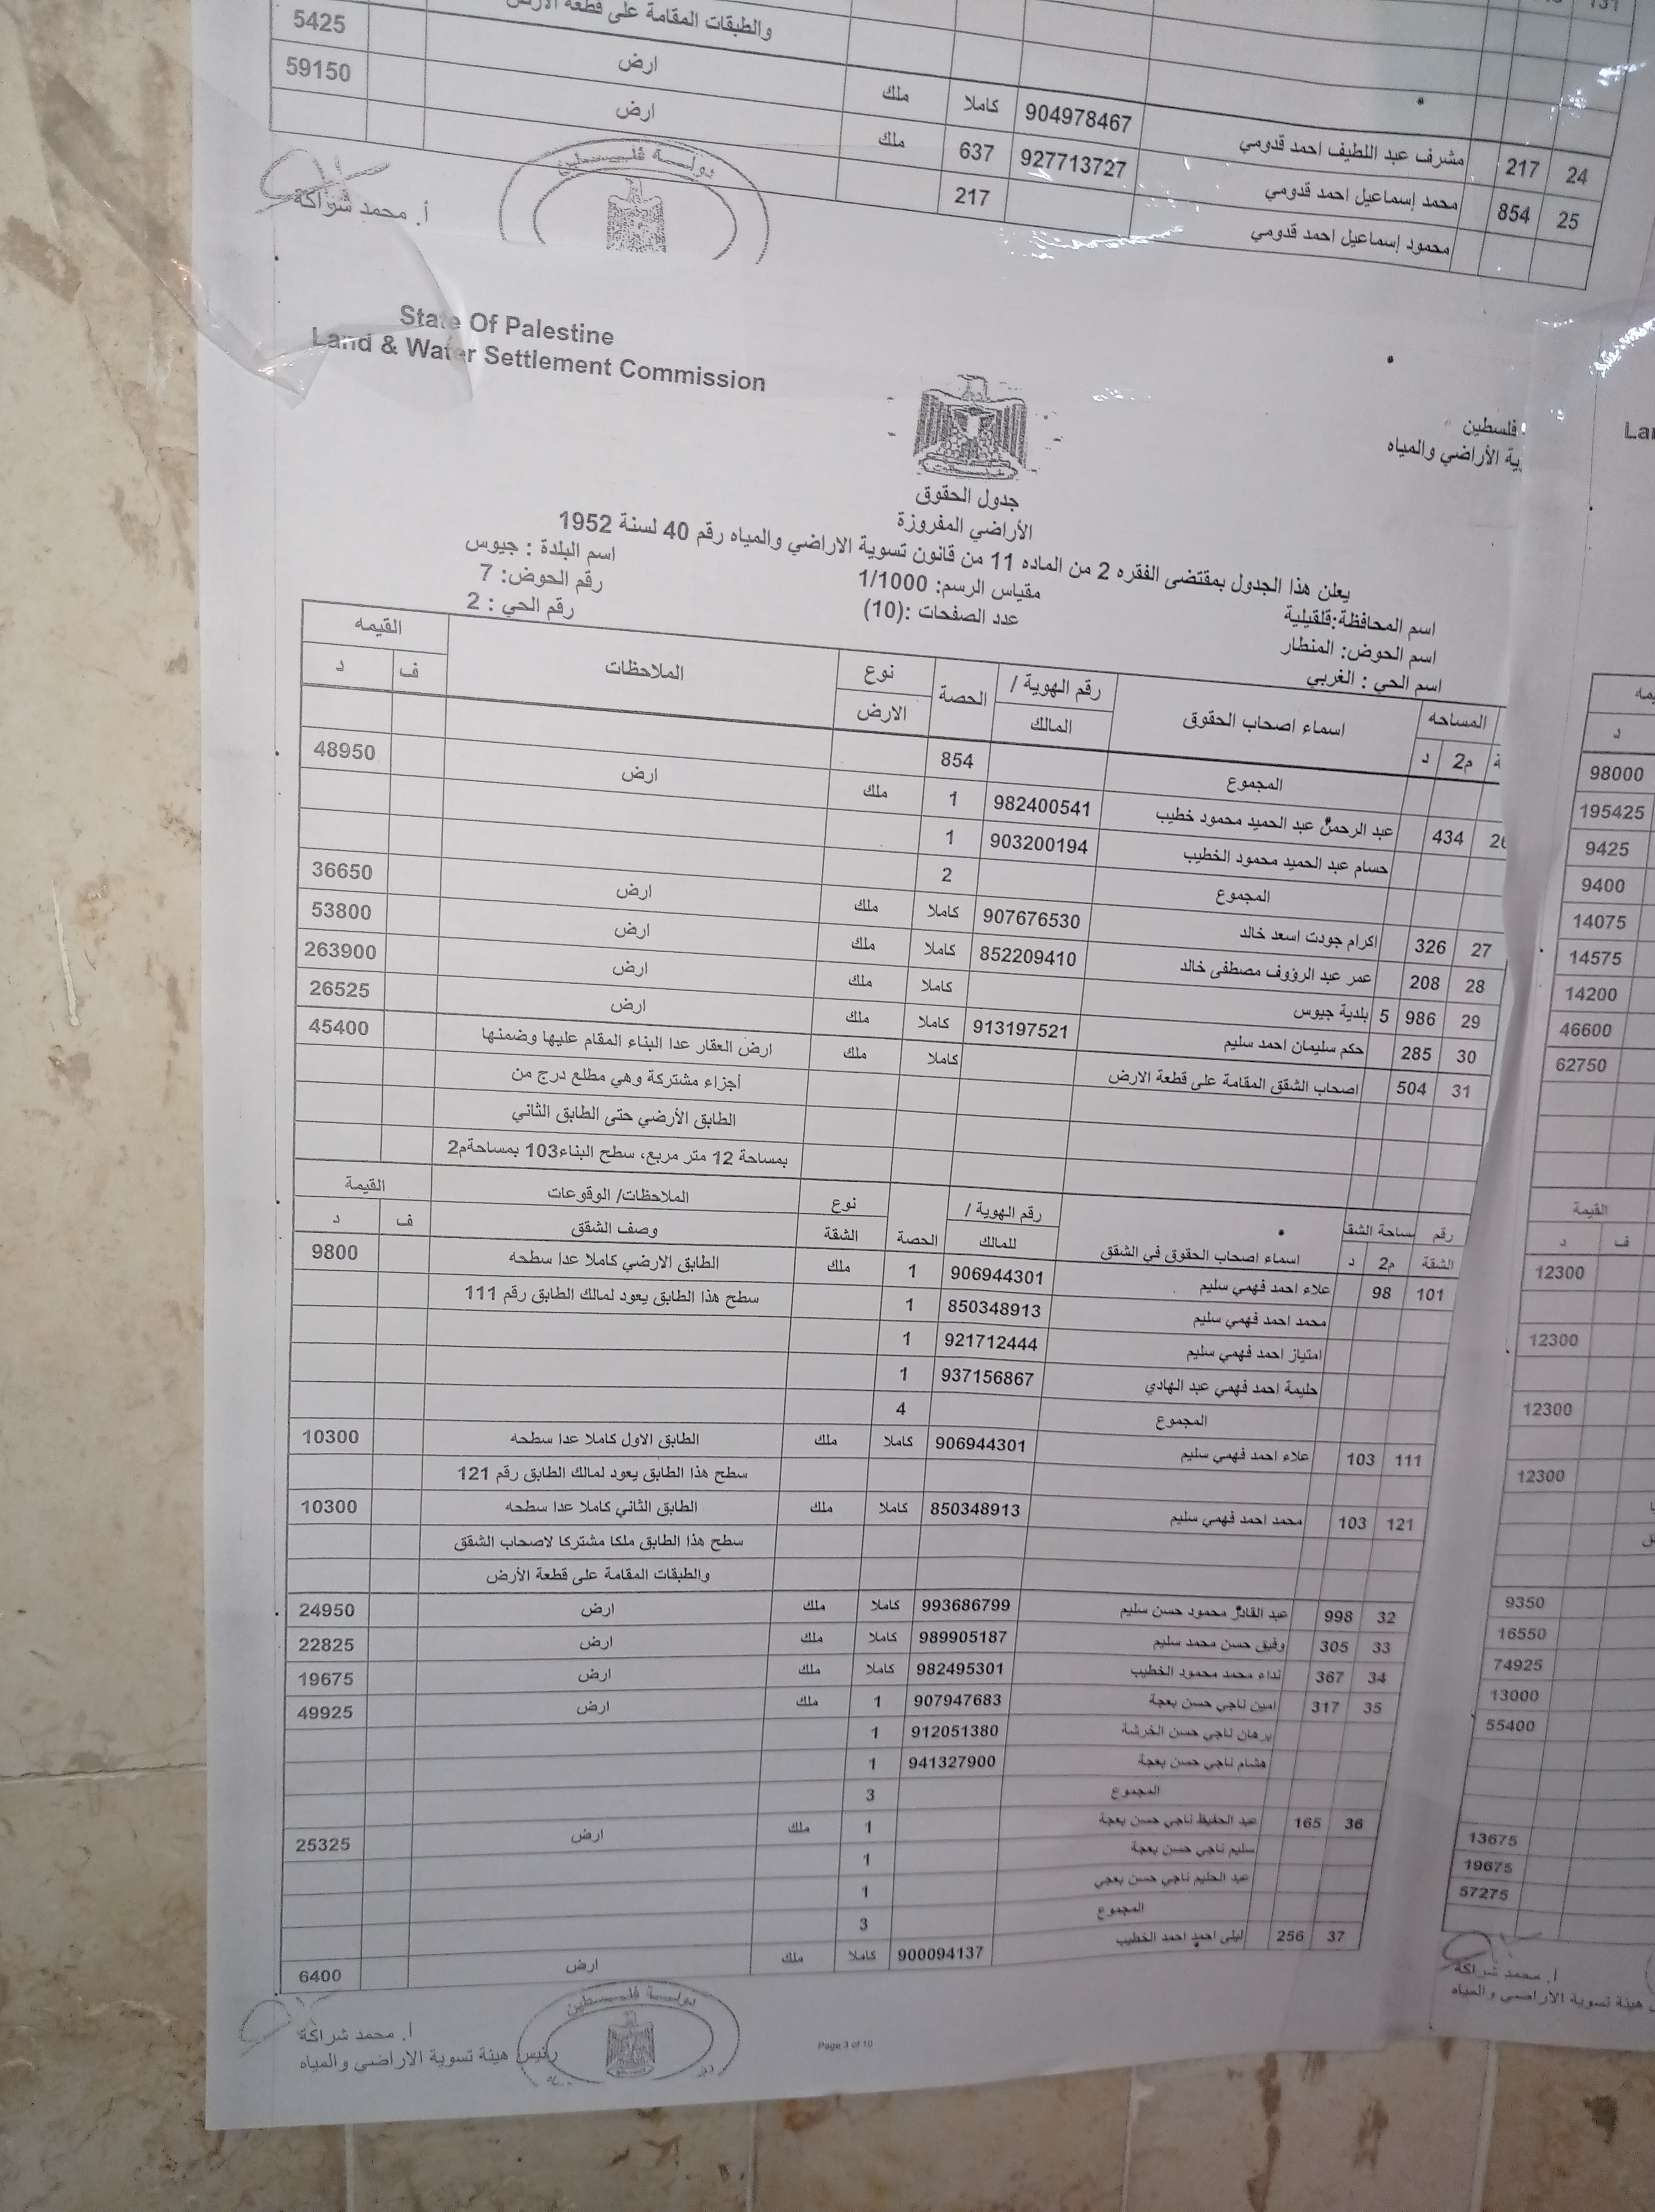 والطبقات المقامة على قطعة الارض 5425
24 217 مشرف عبد اللطيف احمد قدومي 904978467 كاملا ملك ارض 59150
25 854 محمد إسماعيل احمد قدومي 927713727 637 ملك ارض
محمود إسماعيل احمد قدومي 217
دولة فلسطين
أ. محمد شراكة
State Of Palestine
Land & Water Settlement Commission
فلسطين
الأراضي والمياه
جدول الحقوق
الأراضي المفروزة
يعلن هذا الجدول بمقتضى الفقره 2 من الماده 11 من قانون تسوية الاراضي والمياه رقم 40 لسنة 1952
اسم المحافظة:قلقيلية مقياس الرسم: 1/1000 اسم البلدة : جيوس
اسم الحوض: المنطار عدد الصفحات :(10) رقم الحوض: 7
اسم الحي : الغربي رقم الحي : 2
المساحه اسماء اصحاب الحقوق رقم الهوية / المالك الحصة نوع الارض الملاحظات القيمه
م2 د ف د
المجموع 854
434 عبد الرحمن عبد الحميد محمود خطيب 982400541 1 ملك ارض 48950
حسام عبد الحميد محمود الخطيب 903200194 1
المجموع 2
27 326 اكرام جودت اسعد خالد 907676530 كاملا ملك ارض 36650
28 208 عمر عبد الرؤوف مصطفى خالد 852209410 كاملا ملك ارض 53800
29 986 5 بلدية جيوس كاملا ملك ارض 263900
30 285 حكم سليمان احمد سليم 913197521 كاملا ملك ارض 26525
31 504 اصحاب الشقق المقامة على قطعة الارض كاملا ملك ارض العقار عدا البناء المقام عليها وضمنها 45400
أجزاء مشتركة وهي مطلع درج من
الطابق الأرضي حتى الطابق الثاني
بمساحة 12 متر مربع، سطح البناء103 بمساحةم2
رقم الشقة مساحة الشقة اسماء اصحاب الحقوق في الشقق رقم الهوية / للمالك الحصة نوع الشقة الملاحظات/ الوقوعات القيمة
م2 د وصف الشقق ف د
101 98 علاء احمد فهمي سليم 906944301 1 ملك الطابق الارضي كاملا عدا سطحه 9800
محمد احمد فهمي سليم 850348913 1 سطح هذا الطابق يعود لمالك الطابق رقم 111
امتياز احمد فهمي سليم 921712444 1
حليمة احمد فهمي عبد الهادي 937156867 1
المجموع 4
111 103 علاء احمد فهمي سليم 906944301 كاملا ملك الطابق الاول كاملا عدا سطحه 10300
سطح هذا الطابق يعود لمالك الطابق رقم 121
121 103 محمد احمد فهمي سليم 850348913 كاملا ملك الطابق الثاني كاملا عدا سطحه 10300
سطح هذا الطابق ملكا مشتركا لاصحاب الشقق
والطبقات المقامة على قطعة الأرض
32 998 عبد القادر محمود حسن سليم 993686799 كاملا ملك ارض 24950
33 305 وفيق حسن محمد سليم 989905187 كاملا ملك ارض 22825
34 367 نداء محمد محمود الخطيب 982495301 كاملا ملك ارض 19675
35 317 امين ناجي حسن بعجة 907947683 1 ملك ارض 49925
برهان ناجي حسن الخرشة 912051380 1
هشام ناجي حسن بعجة 941327900 1
المجموع 3
36 165 عبد الحفيظ ناجي حسن بعجة 1 ملك ارض 25325
سليم ناجي حسن بعجة 1
عبد الحليم ناجي حسن بعجي 1
المجموع 3
37 256 ليلى احمد احمد الخطيب 900094137 كاملا ملك ارض 6400
دولة فلسطين
أ. محمد شراكة
رئيس هيئة تسوية الاراضي والمياه
Page 3 of 10
د
98000
195425
9425
9400
14075
14575
14200
46600
62750
القيمة
ف د
12300
12300
12300
12300
9350
16550
74925
13000
55400
13675
19675
57275
أ. محمد شراكة
هيئة تسوية الاراضي والمياه